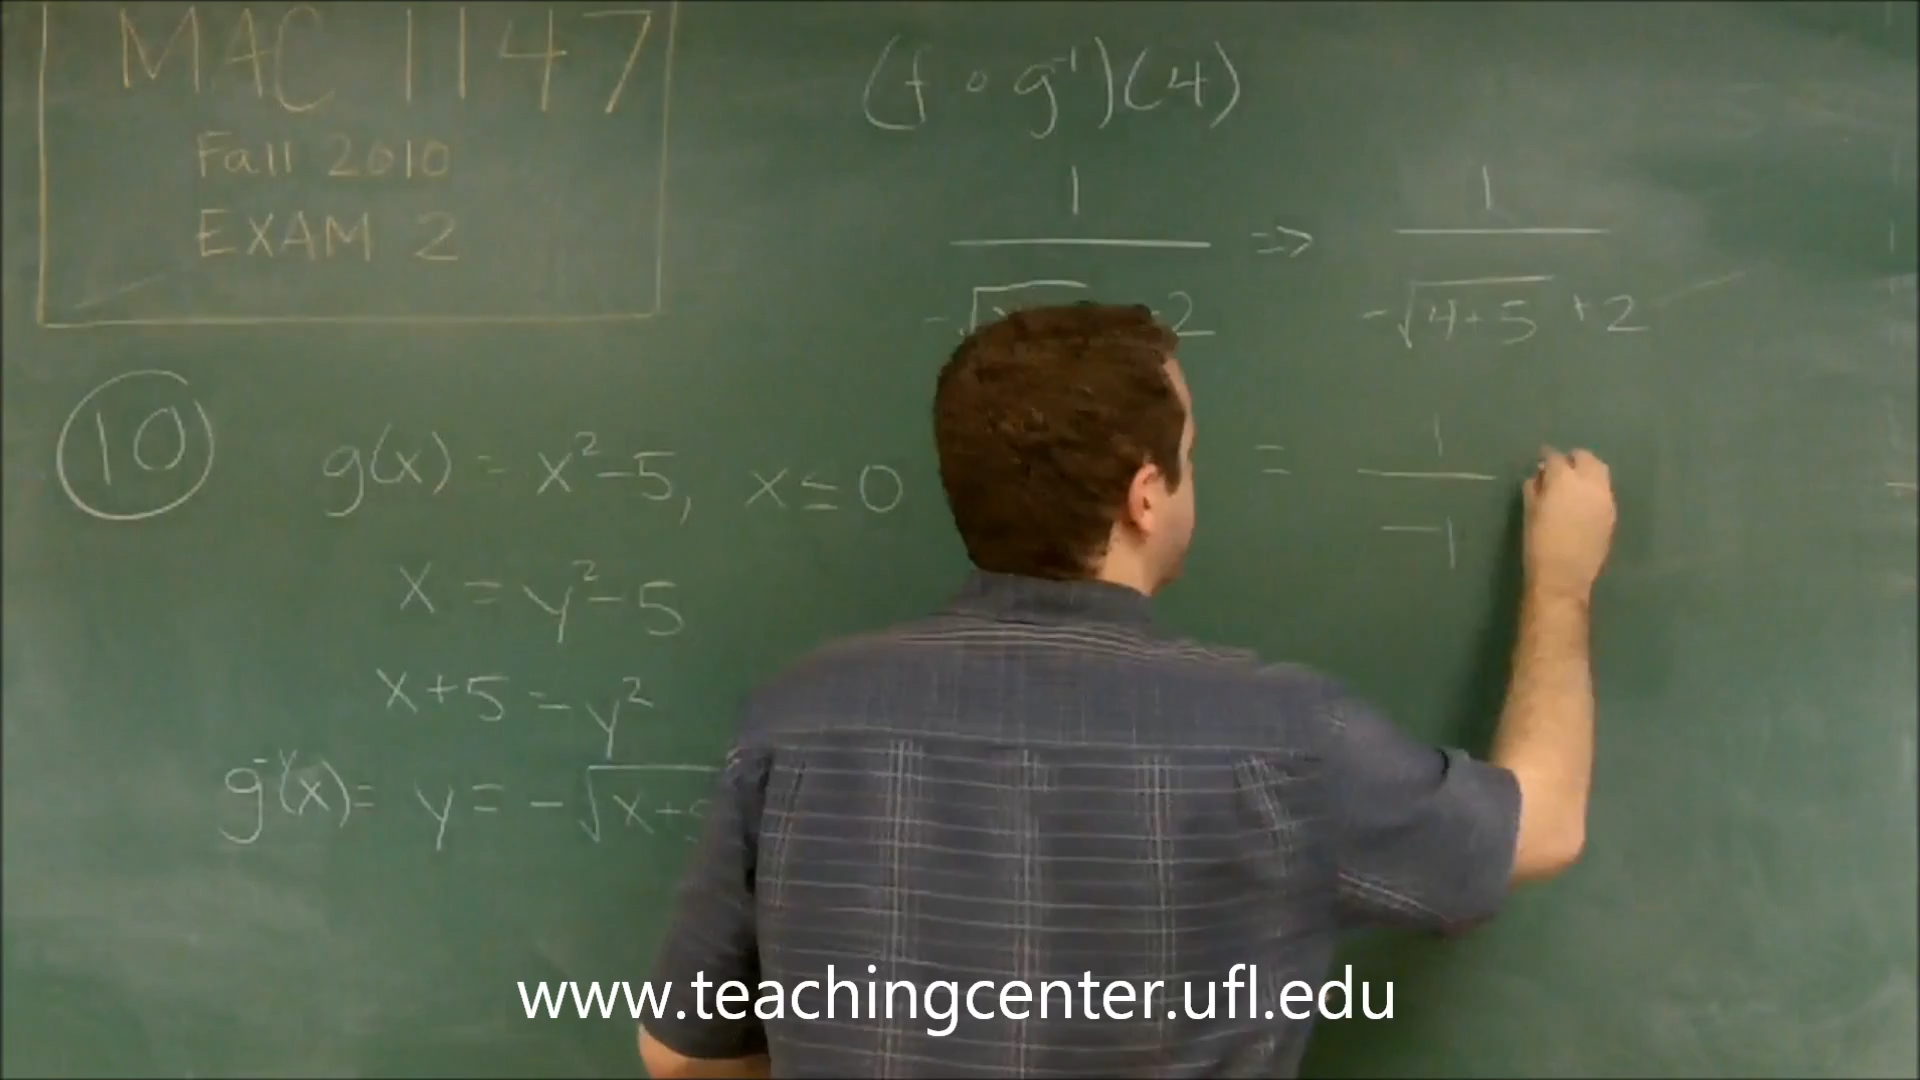 MAC 1147
Fall 2010
EXAM 2
(f ∘ g⁻¹)(4)
1 => 1
-√ 2 -√4+5 +2
= 1
-1
10
g(x) = x²-5, x≤0
x = y²-5
x+5 = y²
g⁻¹(x) = y = -√x+
www.teachingcenter.ufl.edu